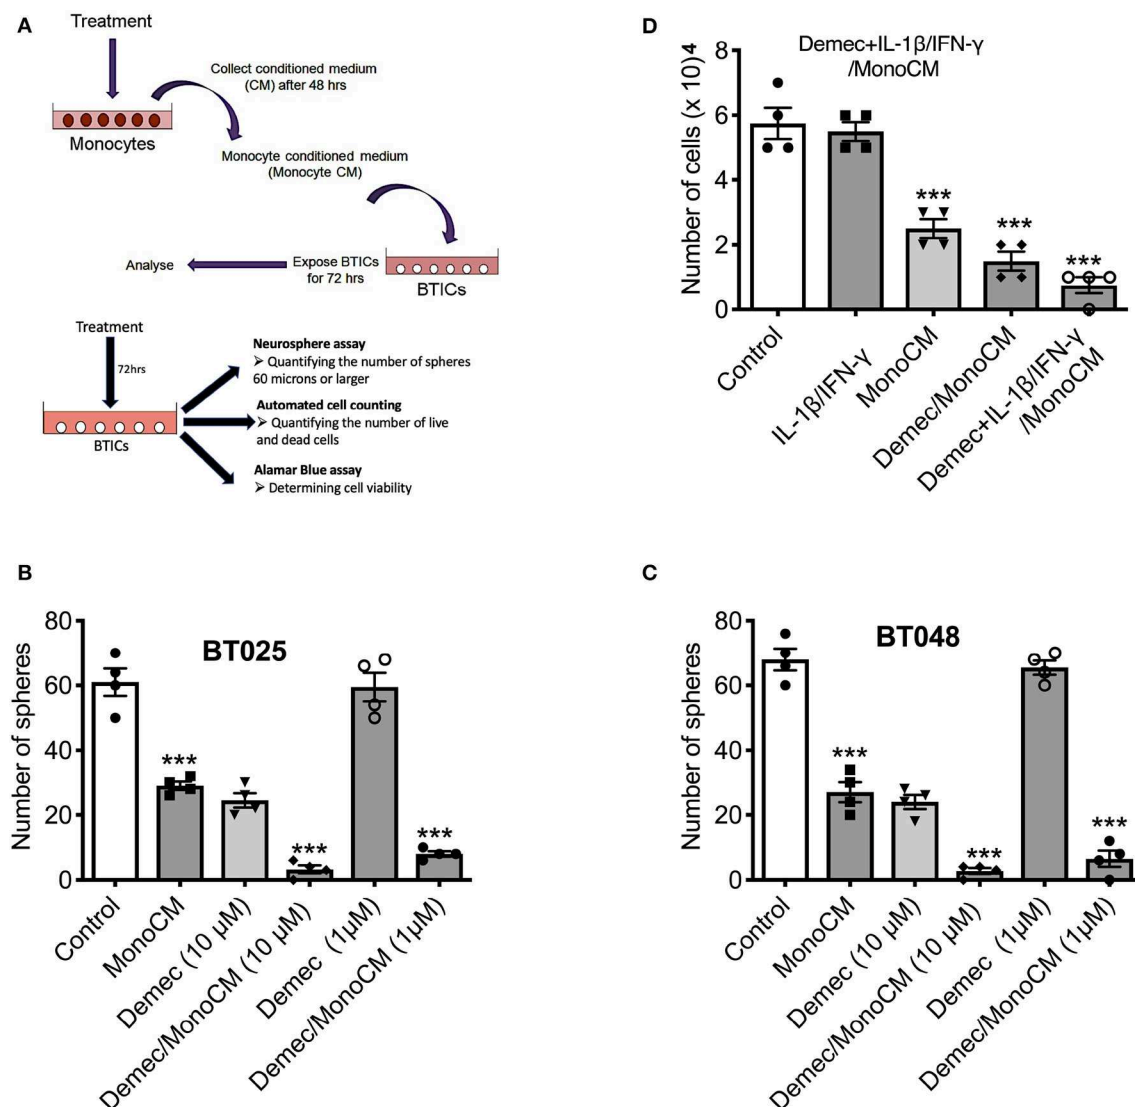 A
Treatment
Collect conditioned medium
(CM) after 48 hrs
Monocytes
Monocyte conditioned medium
(Monocyte CM)
Analyse
Expose BTICs
for 72 hrs
BTICs
Treatment
72hrs
BTICs
Neurosphere assay
➢ Quantifying the number of spheres
60 microns or larger
Automated cell counting
➢ Quantifying the number of live
and dead cells
Alamar Blue assay
➢ Determining cell viability
D
Demec+IL-1β/IFN-γ
/MonoCM
Number of cells (x 10)4
8
6
4
2
0
***
***
***
Control
IL-1β/IFN-γ
MonoCM
Demec/MonoCM
Demec+IL-1β/IFN-γ
/MonoCM
B
BT025
Number of spheres
80
60
40
20
0
***
***
***
Control
MonoCM
Demec (10 μM)
Demec/MonoCM (10 μM)
Demec (1μM)
Demec/MonoCM (1μM)
C
BT048
Number of spheres
80
60
40
20
0
***
***
***
Control
MonoCM
Demec (10 μM)
Demec/MonoCM (10 μM)
Demec (1μM)
Demec/MonoCM (1μM)